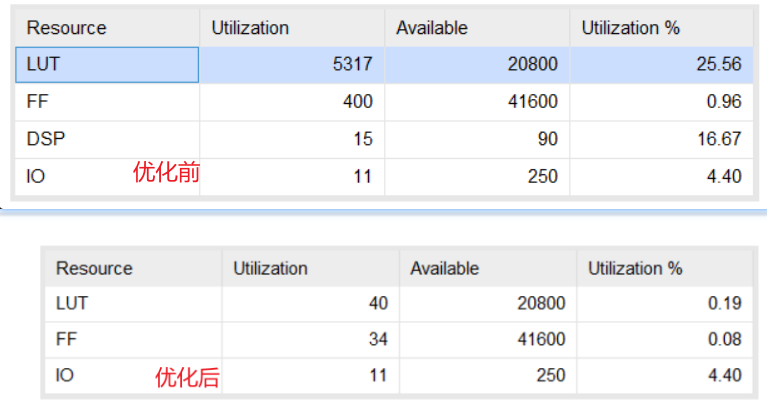 Resource Utilization Available Utilization %
LUT 5317 20800 25.56
FF 400 41600 0.96
DSP 15 90 16.67
IO 优化前 11 250 4.40
Resource Utilization Available Utilization %
LUT 40 20800 0.19
FF 34 41600 0.08
IO 优化后 11 250 4.40